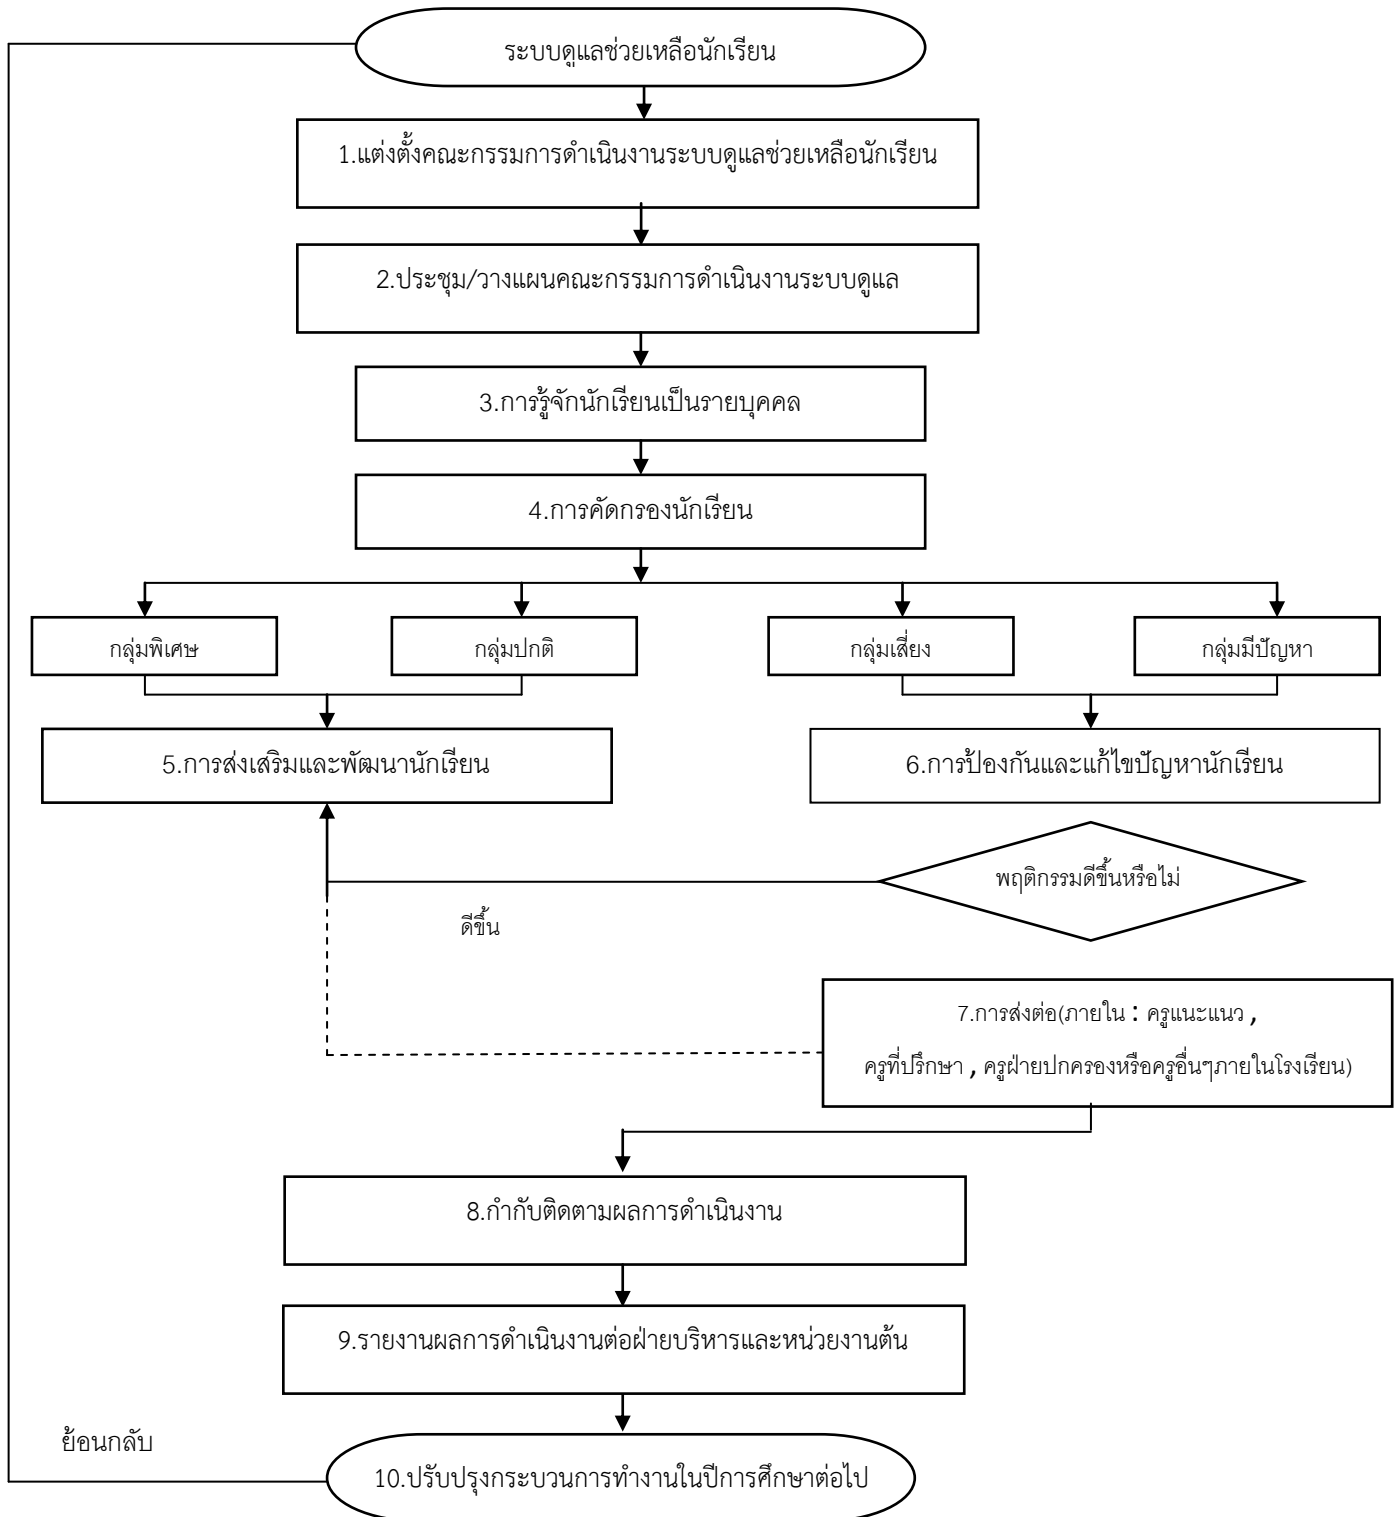 ระบบดูแลช่วยเหลือนักเรียน
1.แต่งตั้งคณะกรรมการดำเนินงานระบบดูแลช่วยเหลือนักเรียน
2.ประชุม/วางแผนคณะกรรมการดำเนินงานระบบดูแล
3.การรู้จักนักเรียนเป็นรายบุคคล
4.การคัดกรองนักเรียน
กลุ่มพิเศษ
กลุ่มปกติ
กลุ่มเสี่ยง
กลุ่มมีปัญหา
5.การส่งเสริมและพัฒนานักเรียน
6.การป้องกันและแก้ไขปัญหานักเรียน
พฤติกรรมดีขึ้นหรือไม่
ดีขึ้น
7.การส่งต่อ(ภายใน : ครูแนะแนว ,
ครูที่ปรึกษา , ครูฝ่ายปกครองหรือครูอื่นๆภายในโรงเรียน)
8.กำกับติดตามผลการดำเนินงาน
9.รายงานผลการดำเนินงานต่อฝ่ายบริหารและหน่วยงานต้น
ย้อนกลับ
10.ปรับปรุงกระบวนการทำงานในปีการศึกษาต่อไป